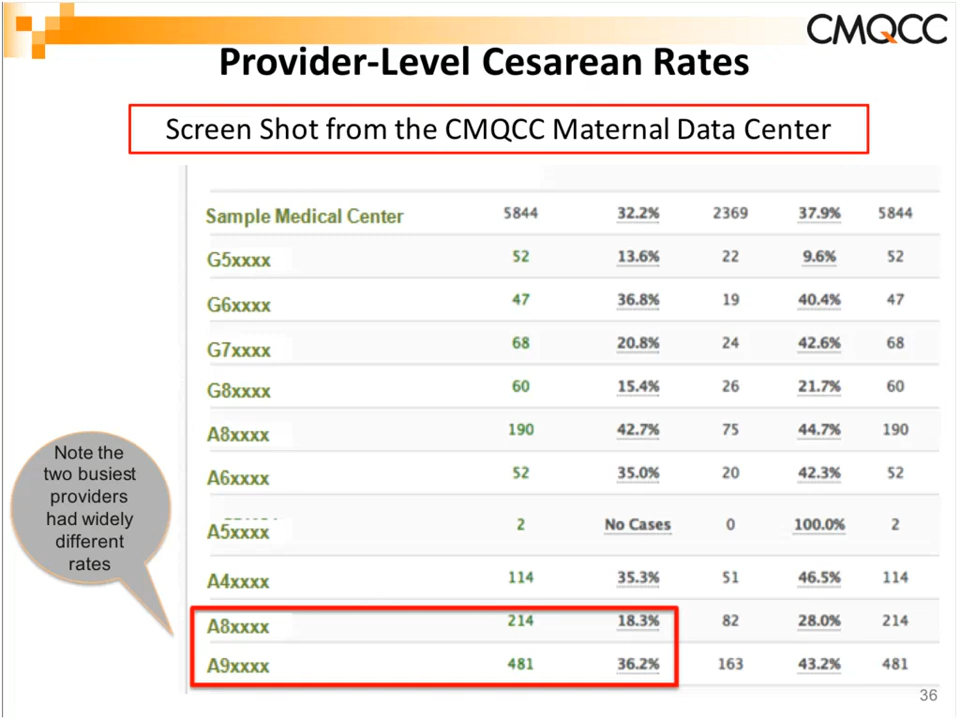 CMQCC
Provider-Level Cesarean Rates
Screen Shot from the CMQCC Maternal Data Center
Sample Medical Center 5844 32.2% 2369 37.9% 5844
G5xxxx 52 13.6% 22 9.6% 52
G6xxxx 47 36.8% 19 40.4% 47
G7xxxx 68 20.8% 24 42.6% 68
G8xxxx 60 15.4% 26 21.7% 60
A8xxxx 190 42.7% 75 44.7% 190
A6xxxx 52 35.0% 20 42.3% 52
A5xxxx 2 No Cases 0 100.0% 2
A4xxxx 114 35.3% 51 46.5% 114
A8xxxx 214 18.3% 82 28.0% 214
A9xxxx 481 36.2% 163 43.2% 481
Note the
two busiest
providers
had widely
different
rates
36